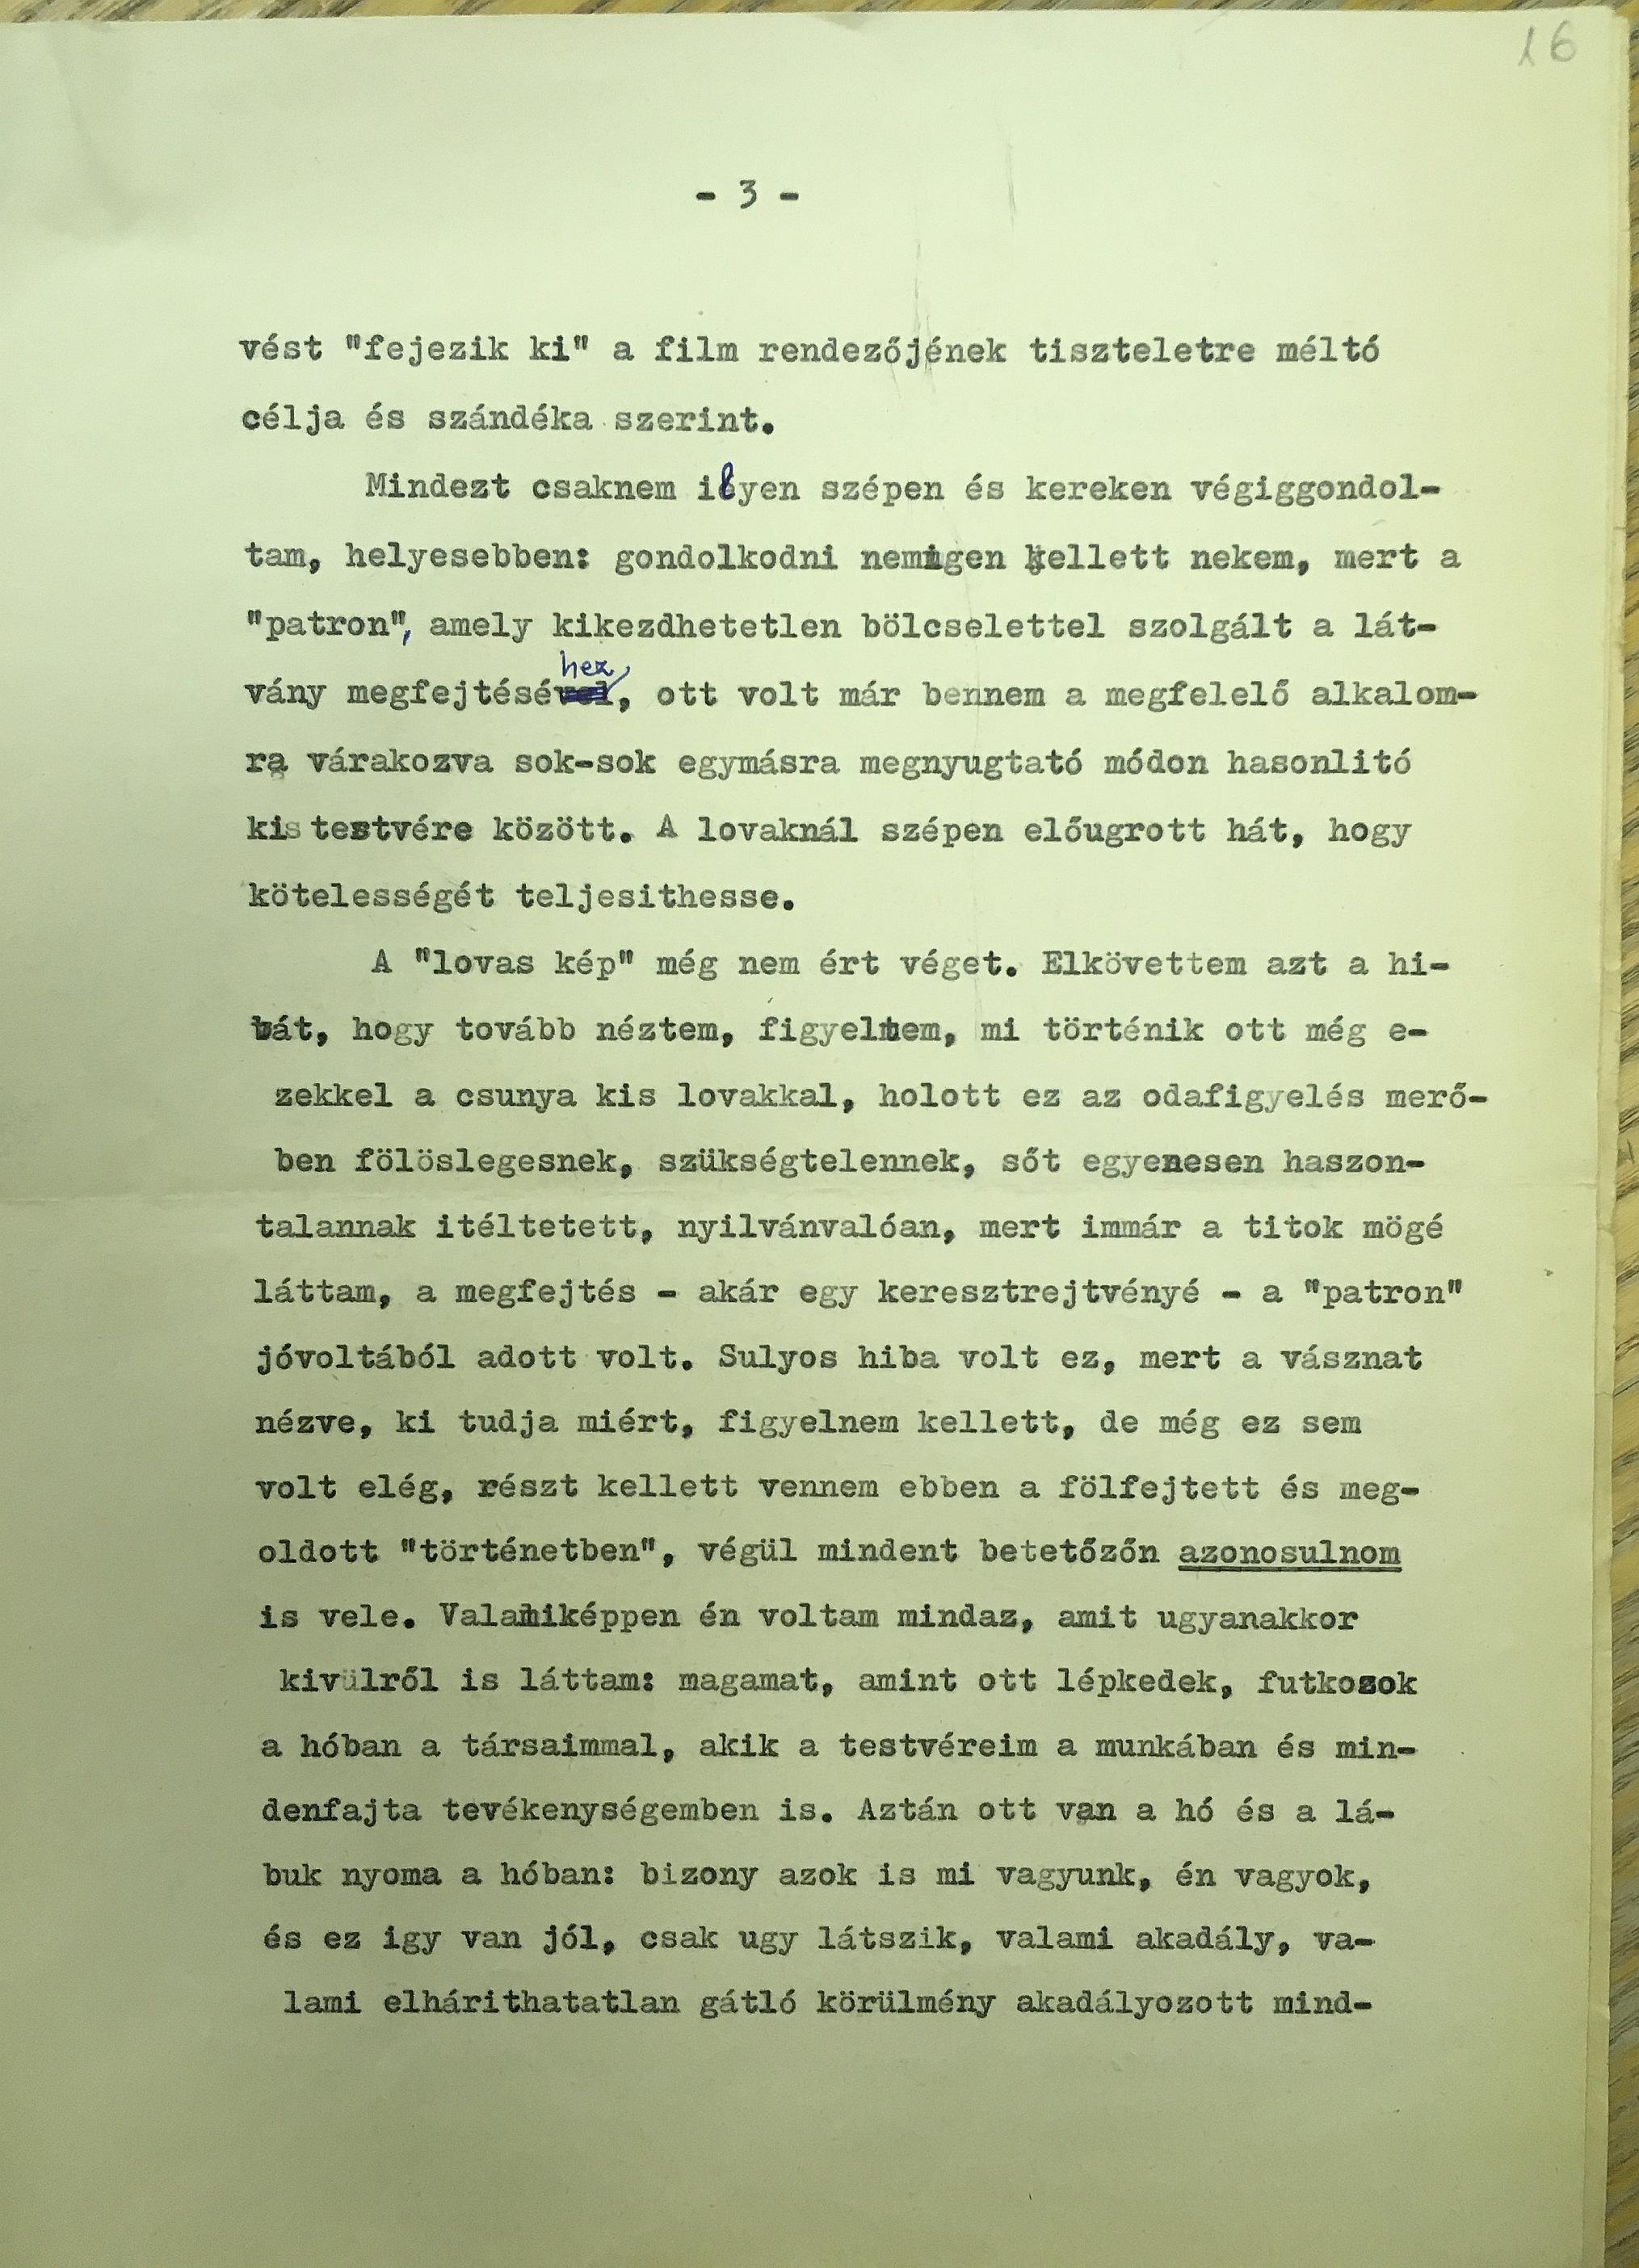 16
- 3 -
vést "fejezik ki" a film rendezőjének tiszteletre méltó
célja és szándéka szerint.
Mindezt csaknem ilyen szépen és kereken végiggondol-
tam, helyesebben: gondolkodni nemigen kellett nekem, mert a
"patron", amely kikezdhetetlen bölcselettel szolgált a lát-
hez
vány megfejtésé, ott volt már bennem a megfelelő alkalom-
ra várakozva sok-sok egymásra megnyugtató módon hasonlitó
kis testvére között. A lovaknál szépen előugrott hát, hogy
kötelességét teljesithesse.
A "lovas kép" még nem ért véget. Elkövettem azt a hi-
bát, hogy tovább néztem, figyeltem, mi történik ott még e-
zekkel a csunya kis lovakkal, holott ez az odafigyelés merő-
ben fölöslegesnek, szükségtelennek, sőt egyenesen haszon-
talannak itéltetett, nyilvánvalóan, mert immár a titok mögé
láttam, a megfejtés - akár egy keresztrejtvényé - a "patron"
jóvoltából adott volt. Sulyos hiba volt ez, mert a vásznat
nézve, ki tudja miért, figyelnem kellett, de még ez sem
volt elég, részt kellett vennem ebben a fölfejtett és meg-
oldott "történetben", végül mindent betetőzőn azonosulnom
is vele. Valamiképpen én voltam mindaz, amit ugyanakkor
kivülről is láttam: magamat, amint ott lépkedek, futkosok
a hóban a társaimmal, akik a testvéreim a munkában és min-
denfajta tevékenységemben is. Aztán ott van a hó és a lá-
buk nyoma a hóban: bizony azok is mi vagyunk, én vagyok,
és ez igy van jól, csak ugy látszik, valami akadály, va-
lami elhárithatatlan gátló körülmény akadályozott mind-